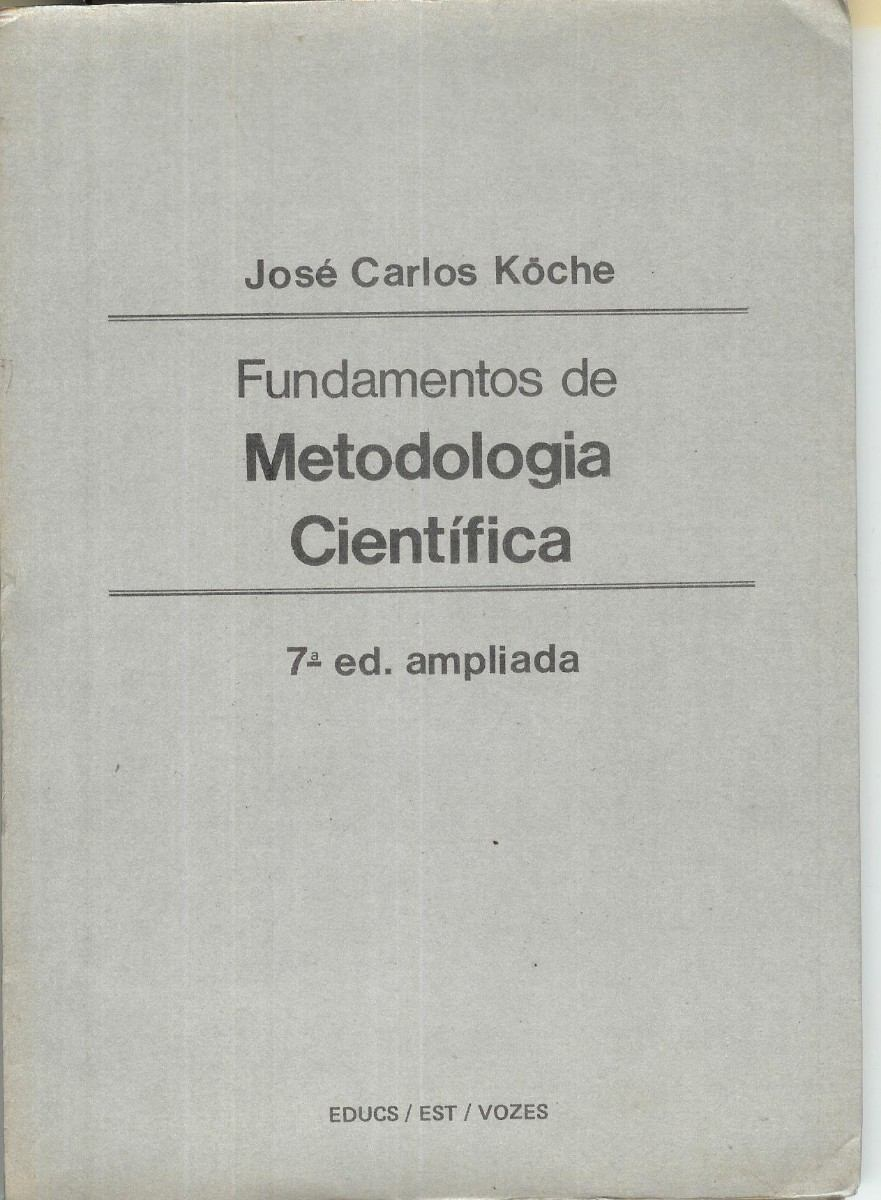 José Carlos Köche
Fundamentos de
Metodologia
Científica
7ª ed. ampliada
EDUCS / EST / VOZES